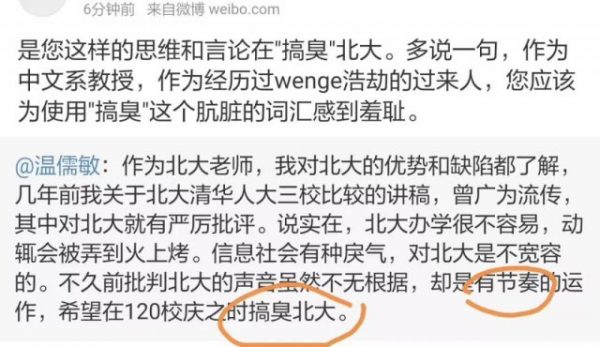 6分钟前 来自微博 weibo.com
是您这样的思维和言论在"搞臭"北大。多说一句，作为
中文系教授，作为经历过wenge浩劫的过来人，您应该
为使用"搞臭"这个肮脏的词汇感到羞耻。
@温儒敏：作为北大老师，我对北大的优势和缺陷都了解，
几年前我关于北大清华人大三校比较的讲稿，曾广为流传，
其中对北大就有严厉批评。说实在，北大办学很不容易，动
辄会被弄到火上烤。信息社会有种戾气，对北大是不宽容
的。不久前批判北大的声音虽然不无根据，却是有节奏的运
作，希望在120校庆之时搞臭北大。